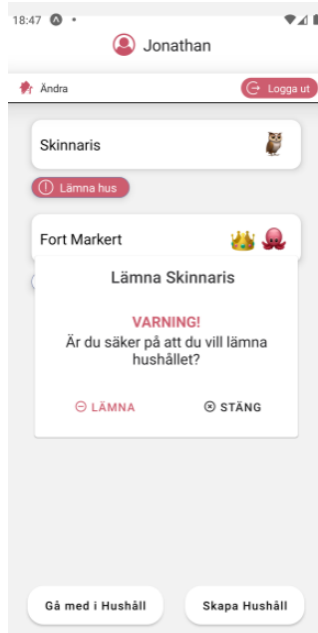 18:47
Jonathan
Ändra
Logga ut
Skinnaris
Lämna hus
Fort Markert
Lämna Skinnaris
VARNING!
Är du säker på att du vill lämna
hushållet?
LÄMNA
STÄNG
Gå med i Hushåll
Skapa Hushåll